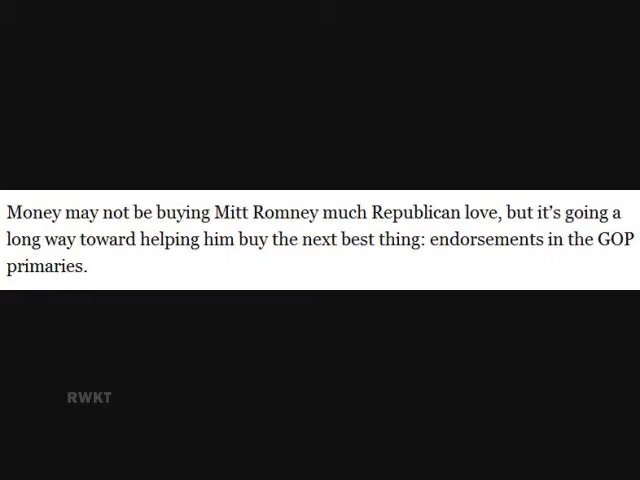 Money may not be buying Mitt Romney much Republican love, but it’s going a
long way toward helping him buy the next best thing: endorsements in the GOP
primaries.
RWKT